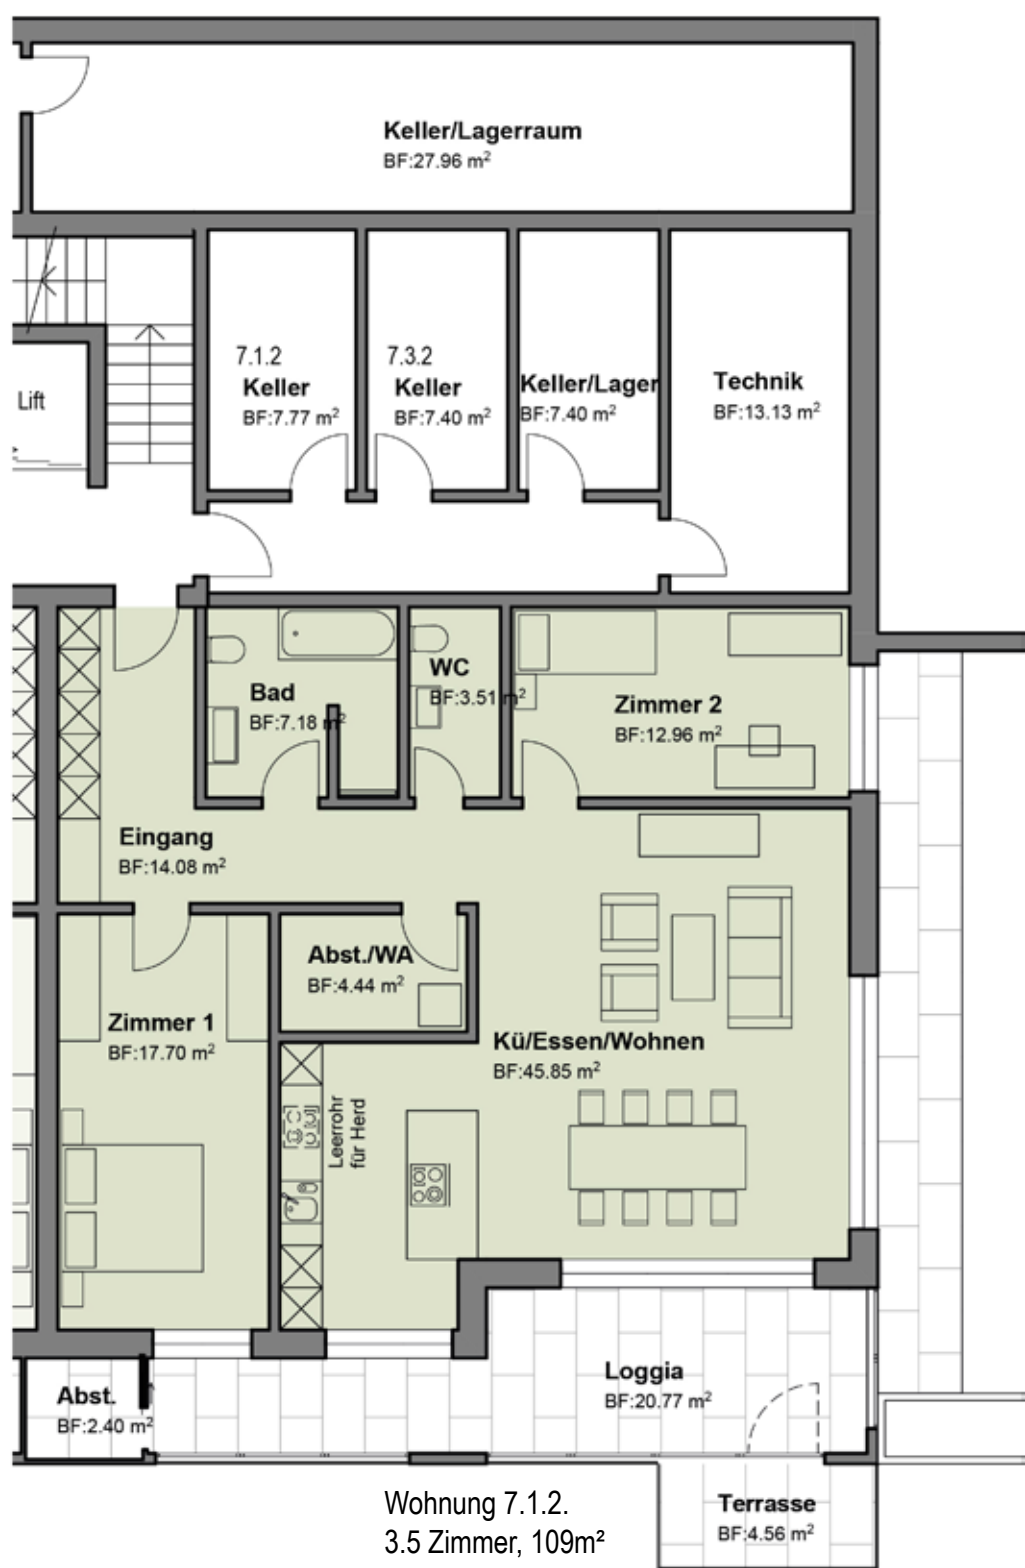 Keller/Lagerraum
BF:27.96 m²
7.1.2
Keller
BF:7.77 m²
7.3.2
Keller
BF:7.40 m²
Keller/Lager
BF:7.40 m²
Technik
BF:13.13 m²
Lift
Bad
BF:7.18 m²
WC
BF:3.51 m²
Zimmer 2
BF:12.96 m²
Eingang
BF:14.08 m²
Abst./WA
BF:4.44 m²
Zimmer 1
BF:17.70 m²
Kü/Essen/Wohnen
BF:45.85 m²
Leerrohr
für Herd
Loggia
BF:20.77 m²
Abst.
BF:2.40 m²
Terrasse
BF:4.56 m²
Wohnung 7.1.2.
3.5 Zimmer, 109m²